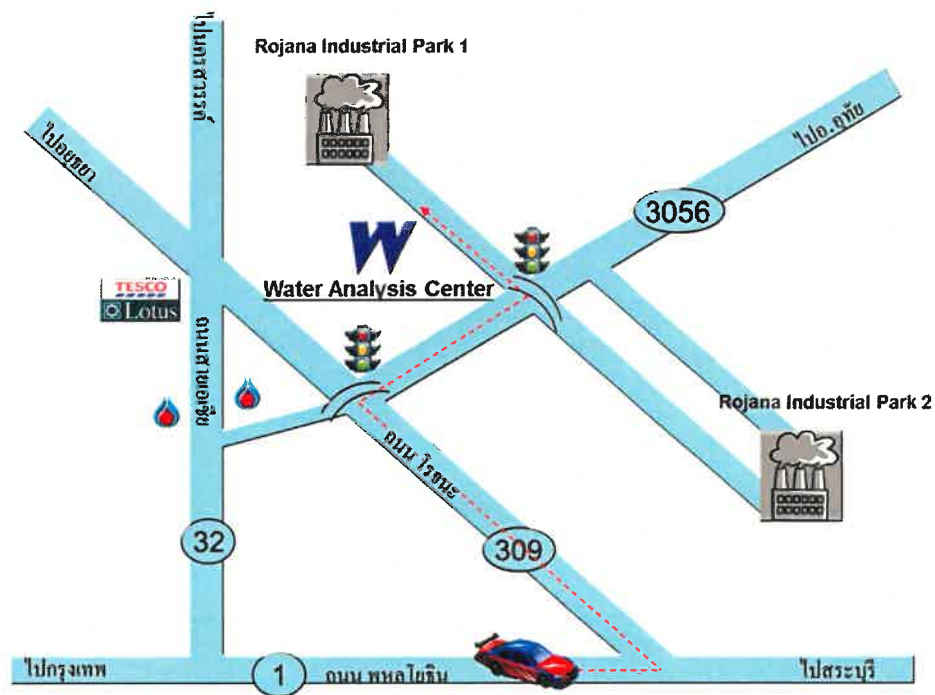 ไปนครสวรรค์
Rojana Industrial Park 1
ไปอยุธยา
ไปอ.อุทัย
3056
W
Water Analysis Center
TESCO
Lotus
ถนนสายเอเชีย
Rojana Industrial Park 2
ถนน โรจนะ
32
309
ไปกรุงเทพ
1
ถนน พหลโยธิน
ไปสระบุรี